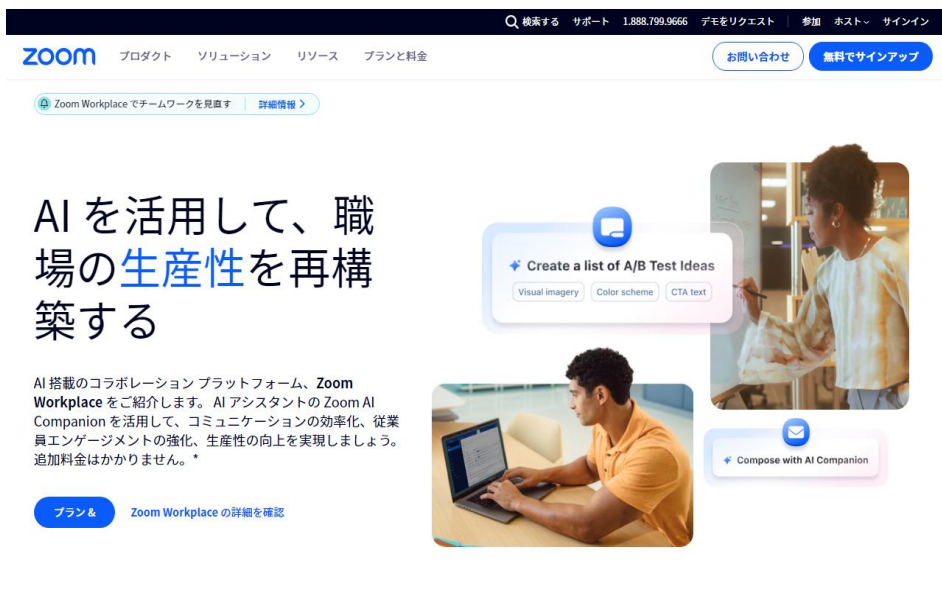 検索する サポート 1.888.799.9666 デモをリクエスト 参加 ホスト サインイン
zoom プロダクト ソリューション リソース プランと料金 お問い合わせ 無料でサインアップ
Zoom Workplace でチームワークを見直す 詳細情報
AI を活用して、職
場の生産性を再構
築する
AI 搭載のコラボレーション プラットフォーム、Zoom
Workplace をご紹介します。 AI アシスタントの Zoom AI
Companion を活用して、コミュニケーションの効率化、従業
員エンゲージメントの強化、生産性の向上を実現しましょう。
追加料金はかかりません。*
プラン &
Zoom Workplace の詳細を確認
Create a list of A/B Test Ideas
Visual imagery Color scheme CTA text
Compose with AI Companion